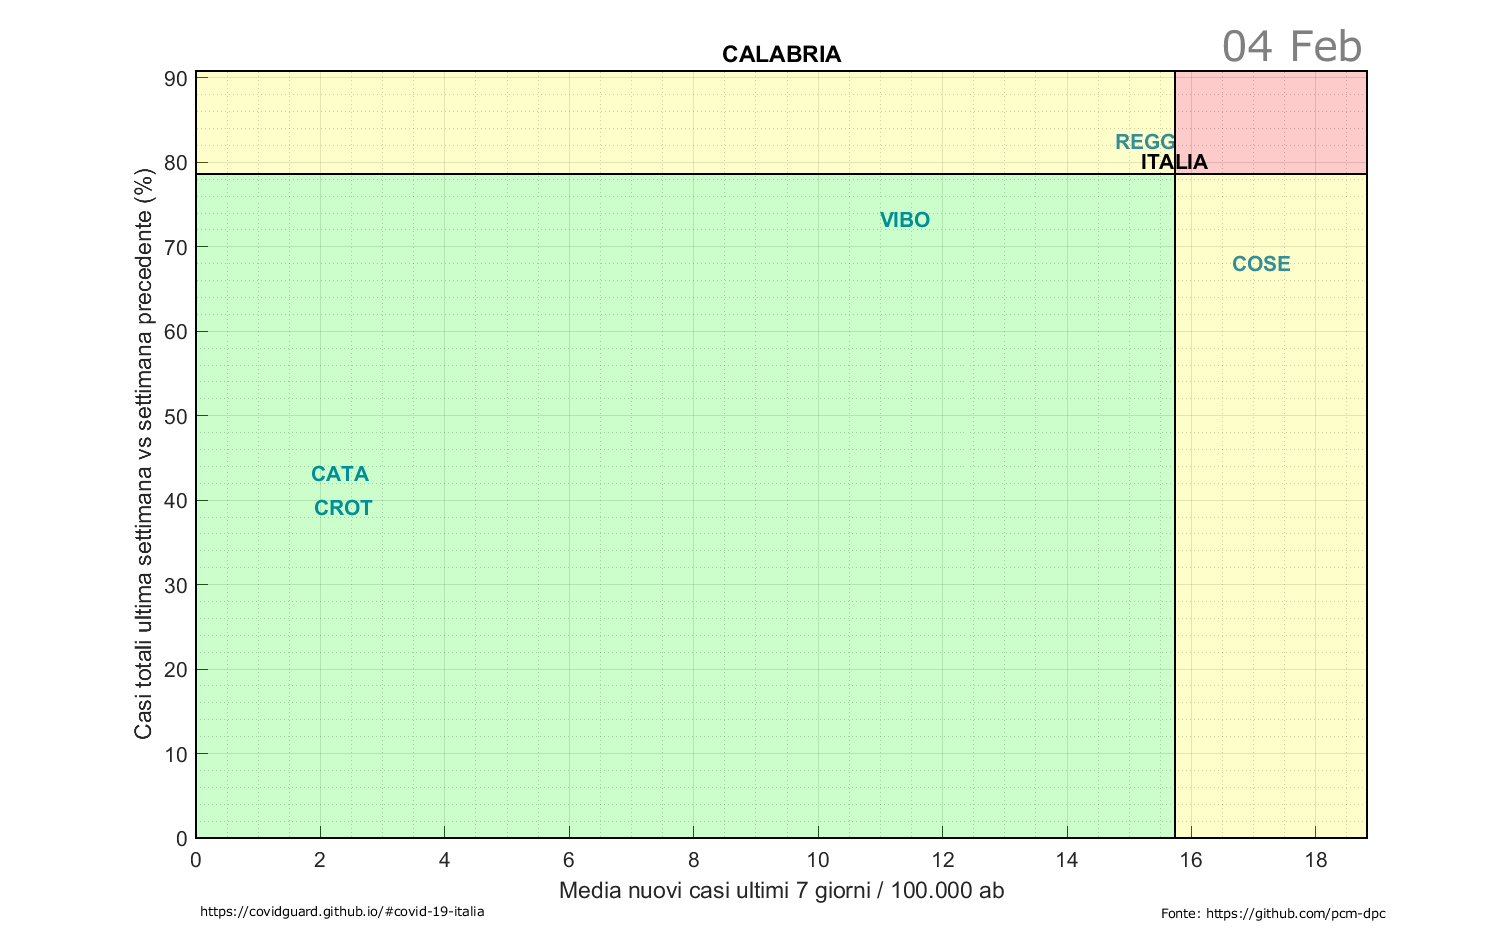 04 Feb
CALABRIA
Casi totali ultima settimana vs settimana precedente (%)
90
80
70
60
50
40
30
20
10
0
REGG
ITALIA
VIBO
COSE
CATA
CROT
0 2 4 6 8 10 12 14 16 18
Media nuovi casi ultimi 7 giorni / 100.000 ab
https://covidguard.github.io/#covid-19-italia
Fonte: https://github.com/pcm-dpc